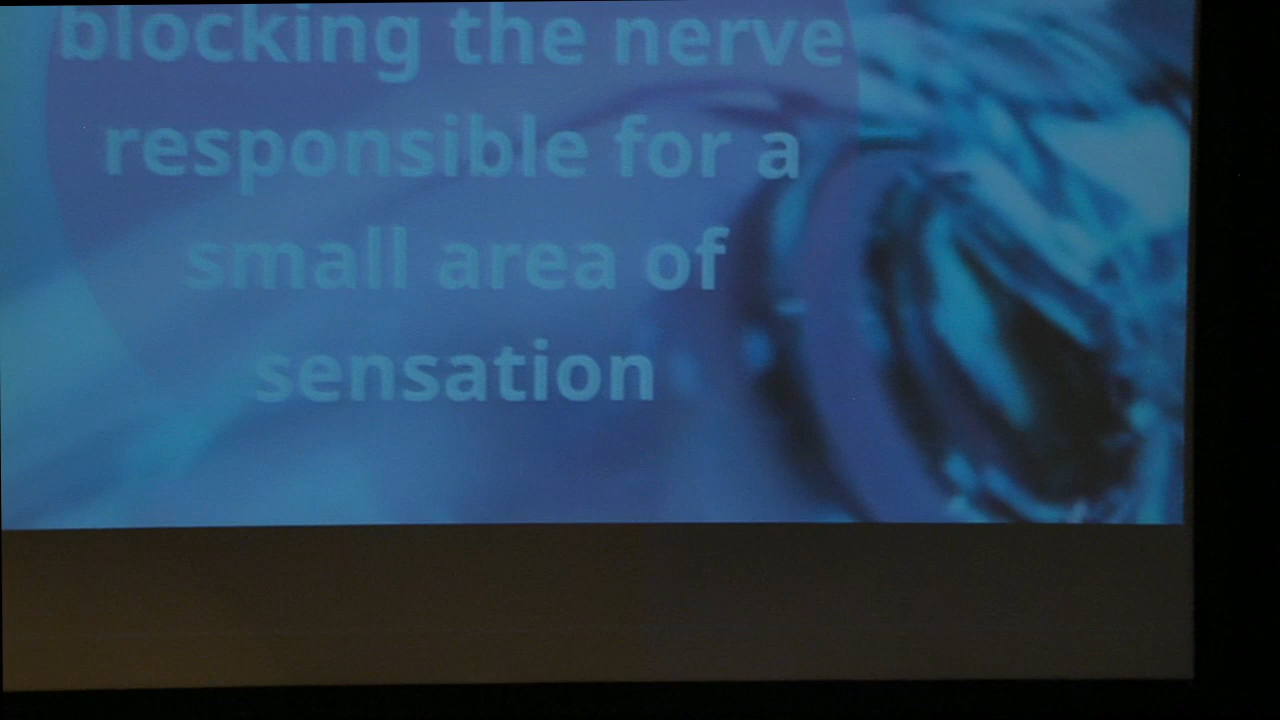 blocking the nerve
responsible for a
small area of
sensation